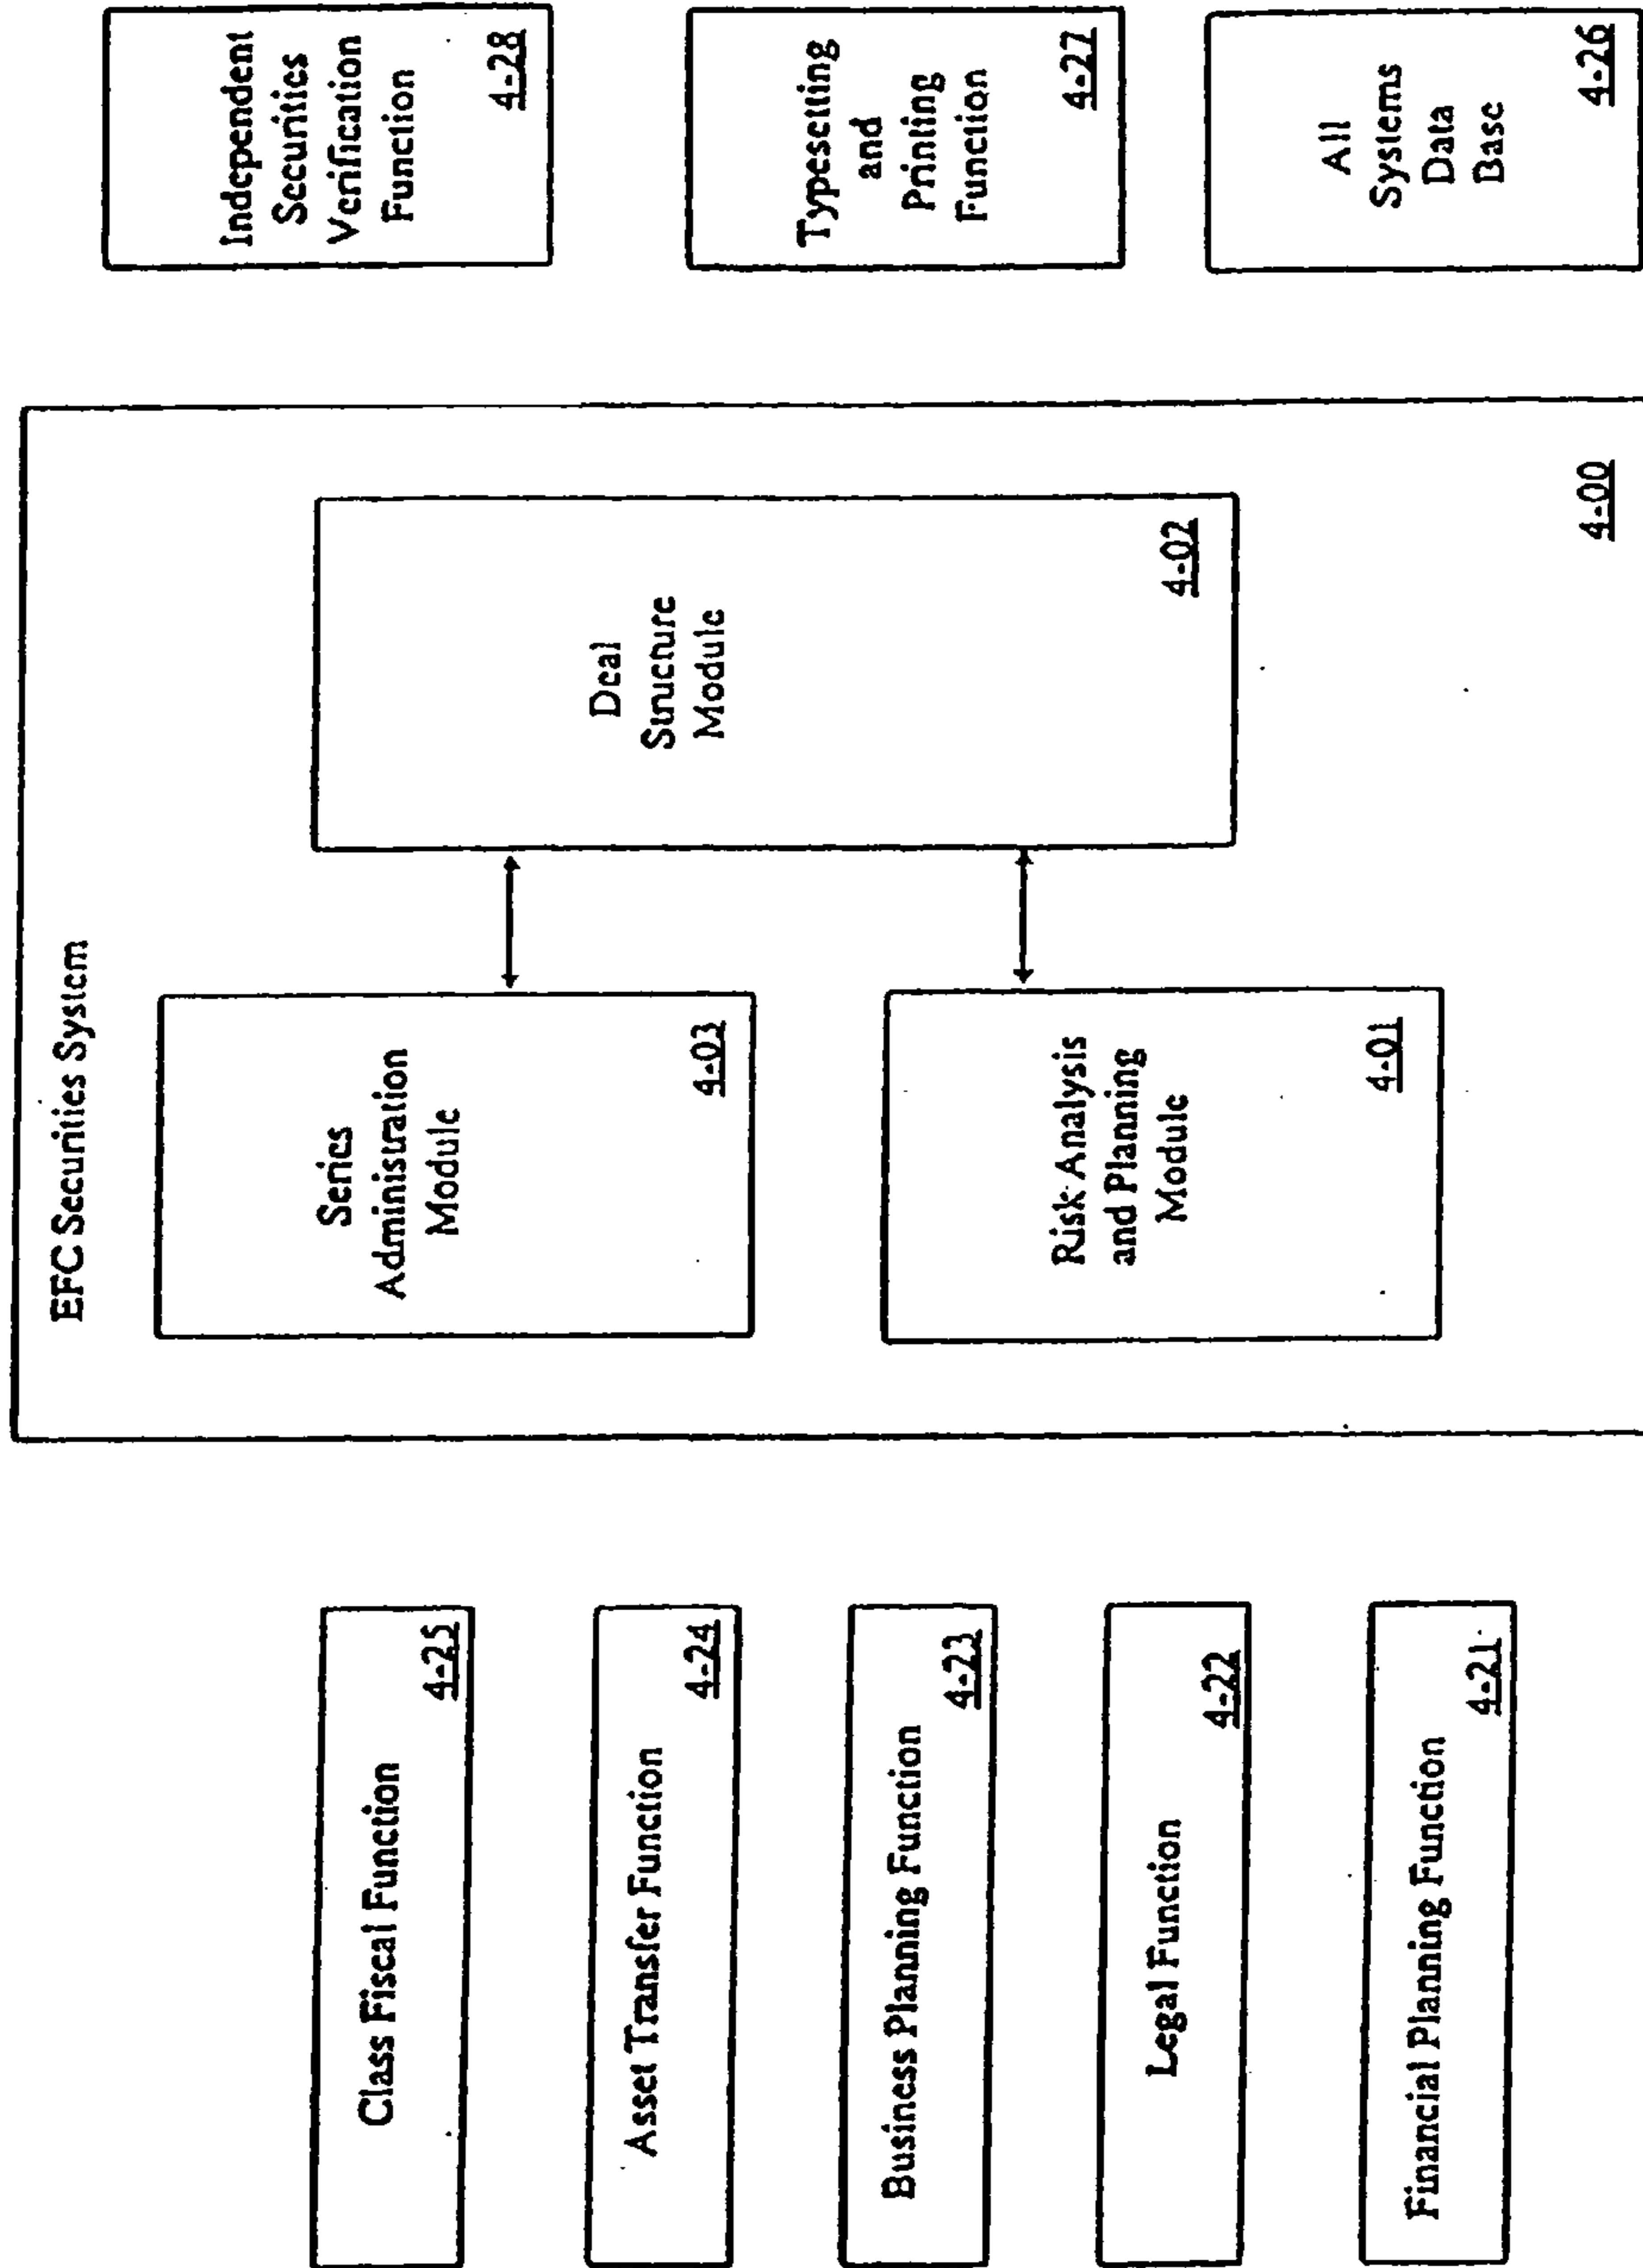 EFC Securities System
Class Fiscal Function
4-25
Asset Transfer Function
4-24
Business Planning Function
4-23
Legal Function
4-22
Financial Planning Function
4-21
Series
Administration
Module
4-03
Risk Analysis
and Planning
Module
4-01
Deal
Structure
Module
4-02
4-00
Independent
Securities
Verification
Function
4-28
Typesetting
and
Printing
Function
4-27
All
Systems
Data
Base
4-26